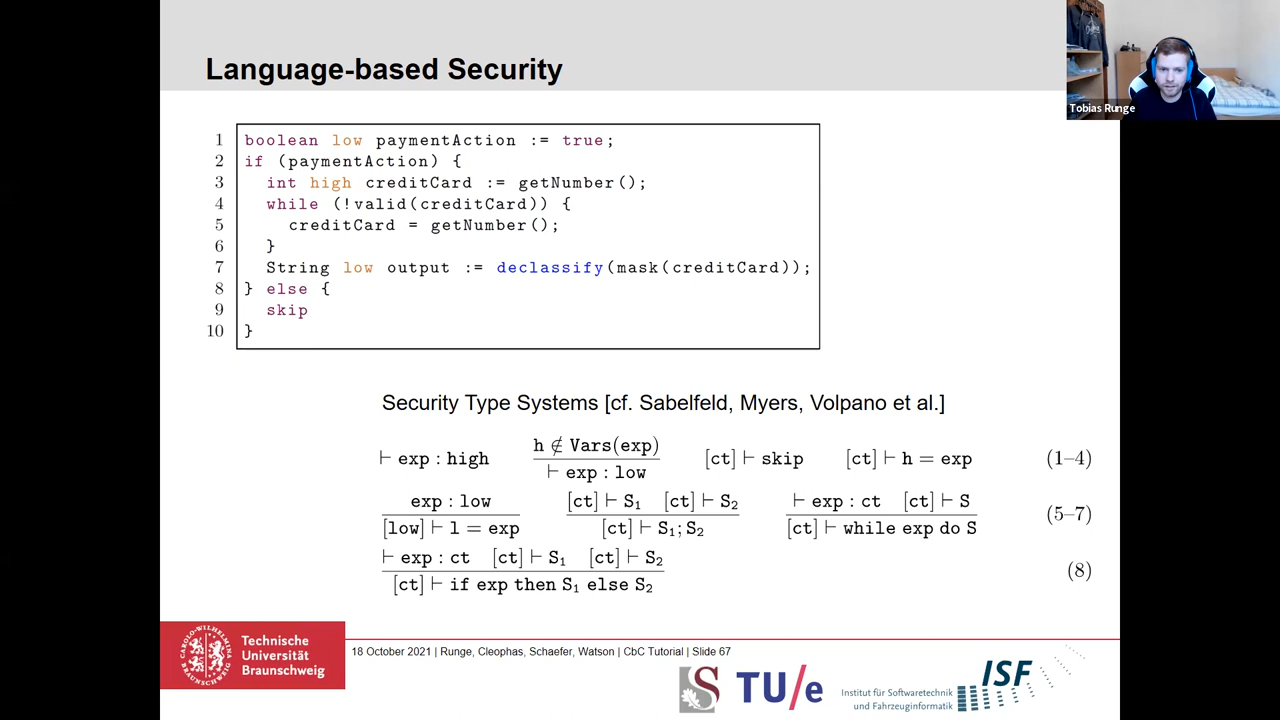 Language-based Security
Tobias Runge
1 boolean low paymentAction := true;
2 if (paymentAction) {
3 int high creditCard := getNumber();
4 while (!valid(creditCard)) {
5 creditCard = getNumber();
6 }
7 String low output := declassify(mask(creditCard));
8 } else {
9 skip
10 }
Security Type Systems [cf. Sabelfeld, Myers, Volpano et al.]
h ∉ Vars(exp)
⊢ exp : high [ct] ⊢ skip [ct] ⊢ h = exp (1–4)
⊢ exp : low
exp : low [ct] ⊢ S₁ [ct] ⊢ S₂ ⊢ exp : ct [ct] ⊢ S
(5–7)
[low] ⊢ l = exp [ct] ⊢ S₁; S₂ [ct] ⊢ while exp do S
⊢ exp : ct [ct] ⊢ S₁ [ct] ⊢ S₂
(8)
[ct] ⊢ if exp then S₁ else S₂
CAROLO-WILHELMINA
Technische
Universität
Braunschweig
18 October 2021 | Runge, Cleophas, Schaefer, Watson | CbC Tutorial | Slide 67
S
TU/e
Institut für Softwaretechnik
und Fahrzeuginformatik
ISF